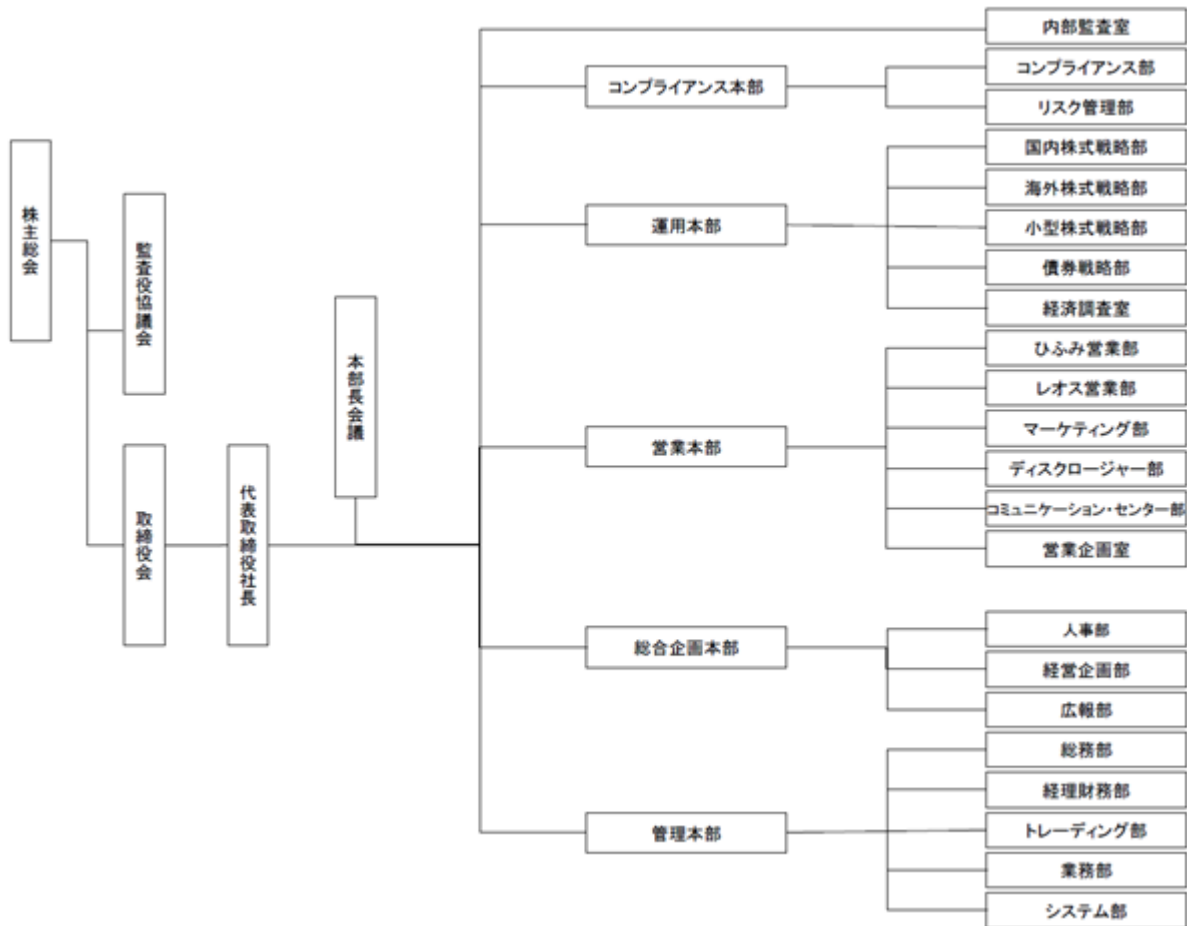 株主総会
監査役協議会
取締役会
代表取締役社長
本部長会議
内部監査室
コンプライアンス本部
コンプライアンス部
リスク管理部
運用本部
国内株式戦略部
海外株式戦略部
小型株式戦略部
債券戦略部
経済調査室
営業本部
ひふみ営業部
レオス営業部
マーケティング部
ディスクロージャー部
コミュニケーション・センター部
営業企画室
総合企画本部
人事部
経営企画部
広報部
管理本部
総務部
経理財務部
トレーディング部
業務部
システム部